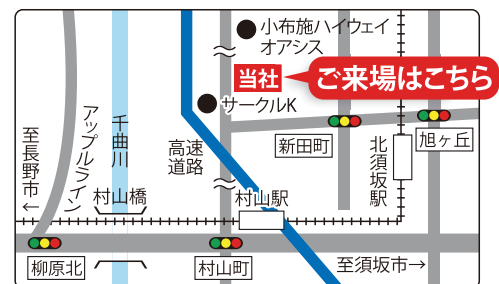 小布施ハイウェイ
オアシス
当社
ご来場はこちら
サークルK
アップルライン
千曲川
至長野市←
高速
道路
新田町
北須坂駅
旭ヶ丘
村山橋
村山駅
柳原北
村山町
至須坂市→